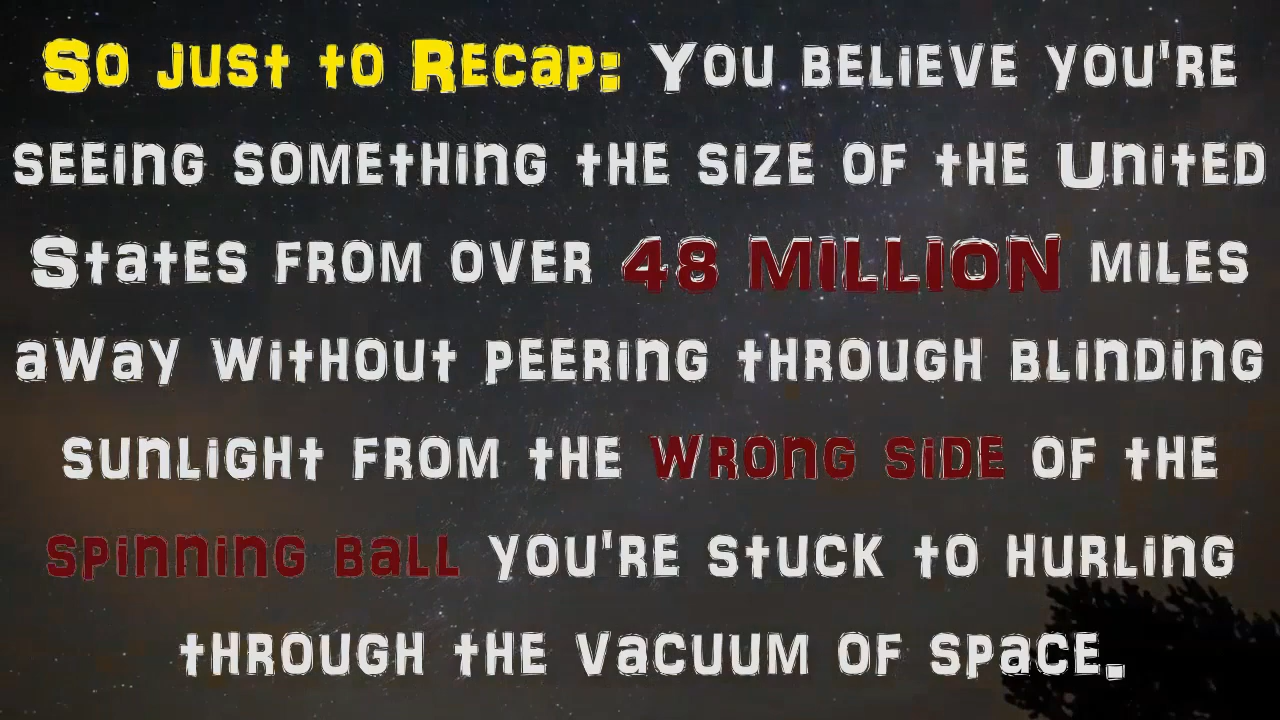 So just to Recap: You believe you're
seeing something the size of the United
States from over 48 MILLION miles
away without peering through blinding
sunlight from the wrong side of the
spinning ball you're stuck to hurling
through the vacuum of space.